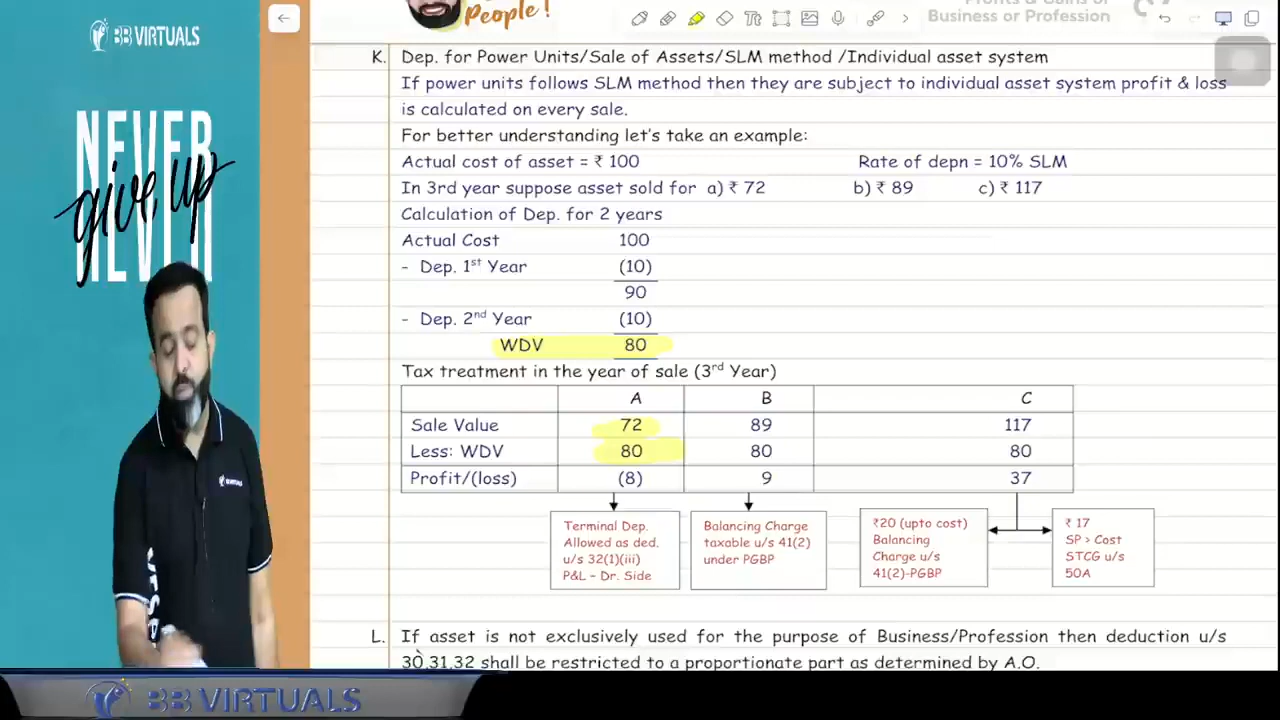 BB VIRTUALS
People!
Profits & Gains of
Business or Profession
NEVER
give up
NEVER
K. Dep. for Power Units/Sale of Assets/SLM method /Individual asset system
If power units follows SLM method then they are subject to individual asset system profit & loss
is calculated on every sale.
For better understanding let's take an example:
Actual cost of asset = ₹ 100 Rate of depn = 10% SLM
In 3rd year suppose asset sold for a) ₹ 72 b) ₹ 89 c) ₹ 117
Calculation of Dep. for 2 years
Actual Cost 100
- Dep. 1st Year (10)
90
- Dep. 2nd Year (10)
WDV 80
Tax treatment in the year of sale (3rd Year)
A B C
Sale Value 72 89 117
Less: WDV 80 80 80
Profit/(loss) (8) 9 37
Terminal Dep.
Allowed as ded.
u/s 32(1)(iii)
P&L – Dr. Side
Balancing Charge
taxable u/s 41(2)
under PGBP
₹20 (upto cost)
Balancing
Charge u/s
41(2)-PGBP
₹ 17
SP > Cost
STCG u/s
50A
L. If asset is not exclusively used for the purpose of Business/Profession then deduction u/s
30,31,32 shall be restricted to a proportionate part as determined by A.O.
BB VIRTUALS